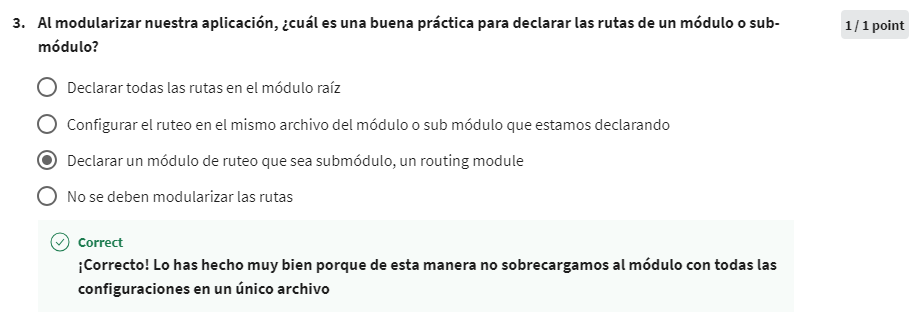 3. Al modularizar nuestra aplicación, ¿cuál es una buena práctica para declarar las rutas de un módulo o sub-
módulo?
1 / 1 point
Declarar todas las rutas en el módulo raíz
Configurar el ruteo en el mismo archivo del módulo o sub módulo que estamos declarando
Declarar un módulo de ruteo que sea submódulo, un routing module
No se deben modularizar las rutas
Correct
¡Correcto! Lo has hecho muy bien porque de esta manera no sobrecargamos al módulo con todas las
configuraciones en un único archivo